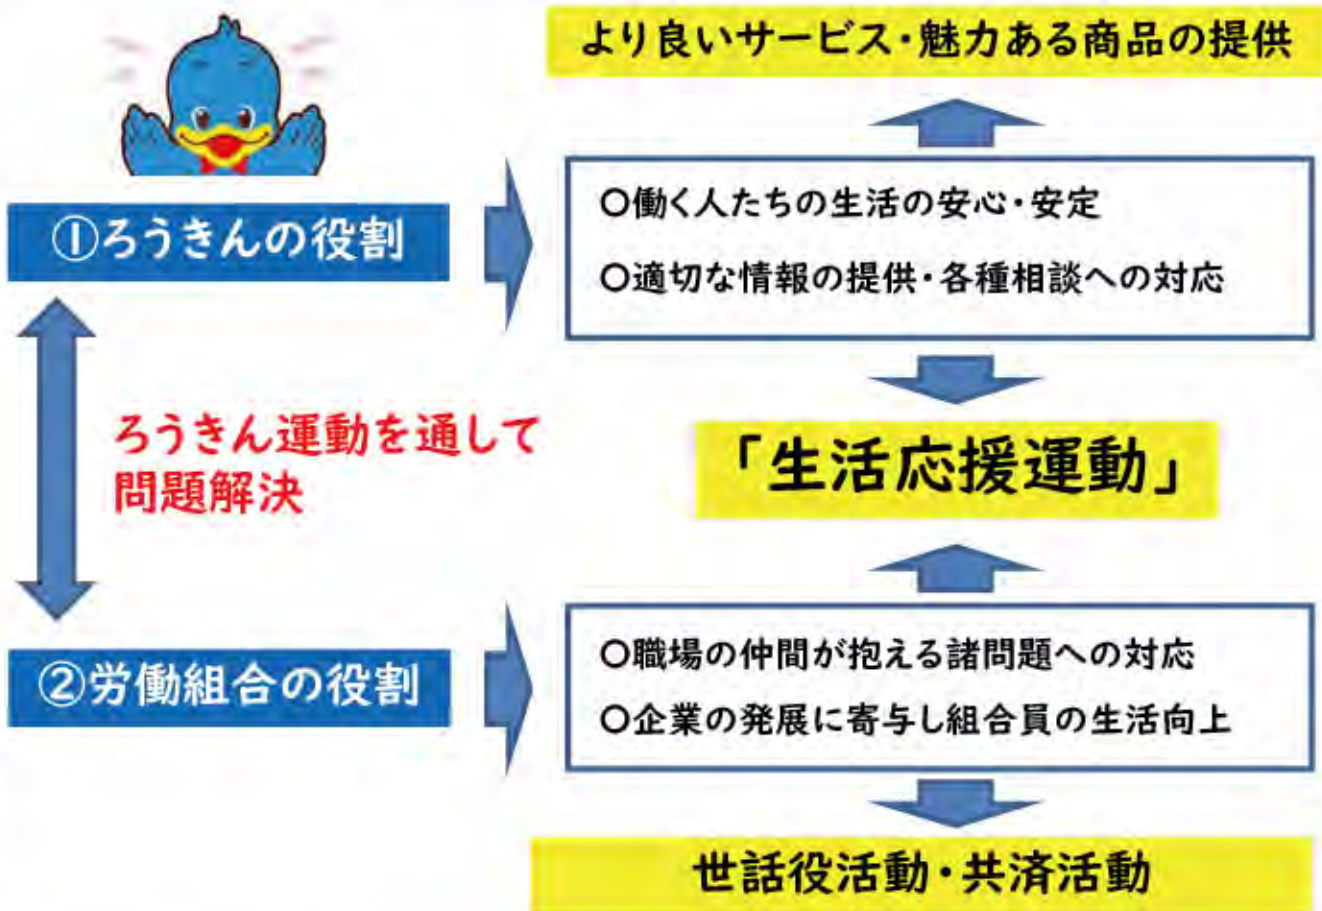 より良いサービス・魅力ある商品の提供
①ろうきんの役割
○働く人たちの生活の安心・安定
○適切な情報の提供・各種相談への対応
ろうきん運動を通して
問題解決
「生活応援運動」
②労働組合の役割
○職場の仲間が抱える諸問題への対応
○企業の発展に寄与し組合員の生活向上
世話役活動・共済活動